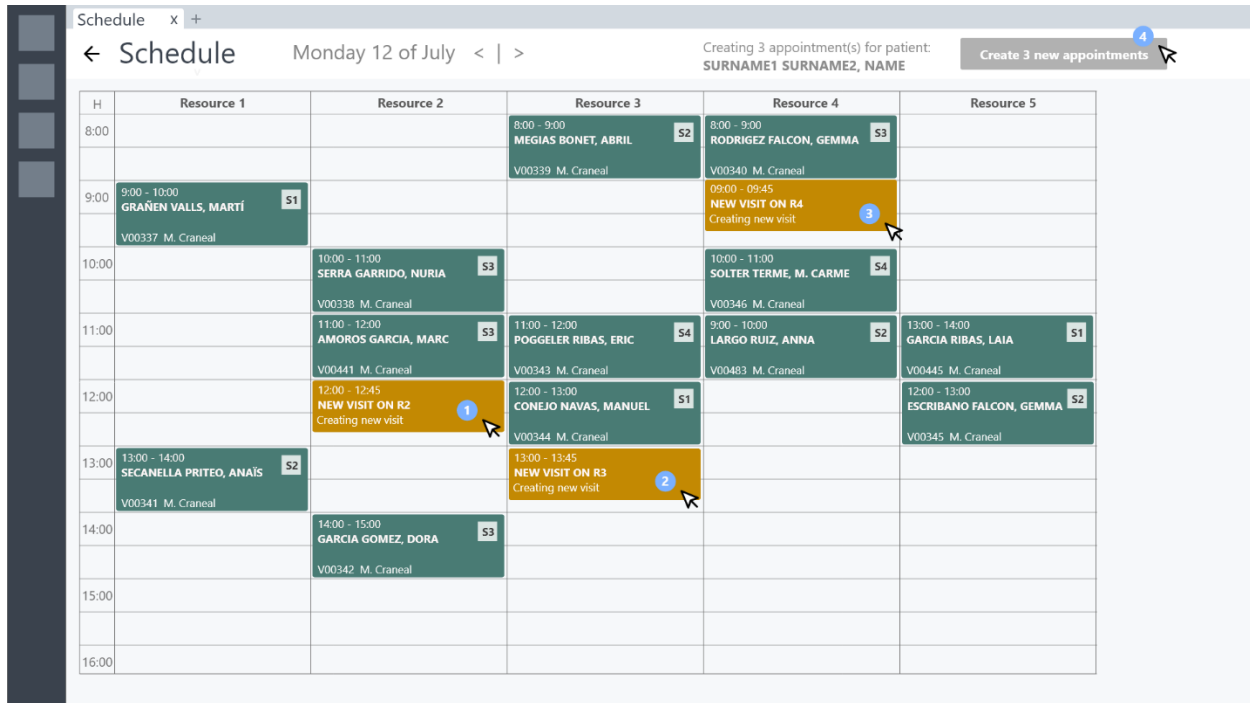 Schedule x +
Schedule
Monday 12 of July < | >
Creating 3 appointment(s) for patient:
SURNAME1 SURNAME2, NAME
Create 3 new appointments
4
H Resource 1 Resource 2 Resource 3 Resource 4 Resource 5
8:00
8:00 - 9:00
MEGIAS BONET, ABRIL
S2
V00339 M. Craneal
8:00 - 9:00
RODRIGEZ FALCON, GEMMA
S3
V00340 M. Craneal
9:00
9:00 - 10:00
GRAÑEN VALLS, MARTÍ
S1
V00337 M. Craneal
09:00 - 09:45
NEW VISIT ON R4
Creating new visit
3
10:00
10:00 - 11:00
SERRA GARRIDO, NURIA
S3
V00338 M. Craneal
10:00 - 11:00
SOLTER TERME, M. CARME
S4
V00346 M. Craneal
11:00
11:00 - 12:00
AMOROS GARCIA, MARC
S3
V00441 M. Craneal
11:00 - 12:00
POGGELER RIBAS, ERIC
S4
V00343 M. Craneal
9:00 - 10:00
LARGO RUIZ, ANNA
S2
V00483 M. Craneal
13:00 - 14:00
GARCIA RIBAS, LAIA
S1
V00445 M. Craneal
12:00
12:00 - 12:45
NEW VISIT ON R2
Creating new visit
1
12:00 - 13:00
CONEJO NAVAS, MANUEL
S1
V00344 M. Craneal
12:00 - 13:00
ESCRIBANO FALCON, GEMMA
S2
V00345 M. Craneal
13:00
13:00 - 14:00
SECANELLA PRITEO, ANAÏS
S2
V00341 M. Craneal
13:00 - 13:45
NEW VISIT ON R3
Creating new visit
2
14:00
14:00 - 15:00
GARCIA GOMEZ, DORA
S3
V00342 M. Craneal
15:00
16:00